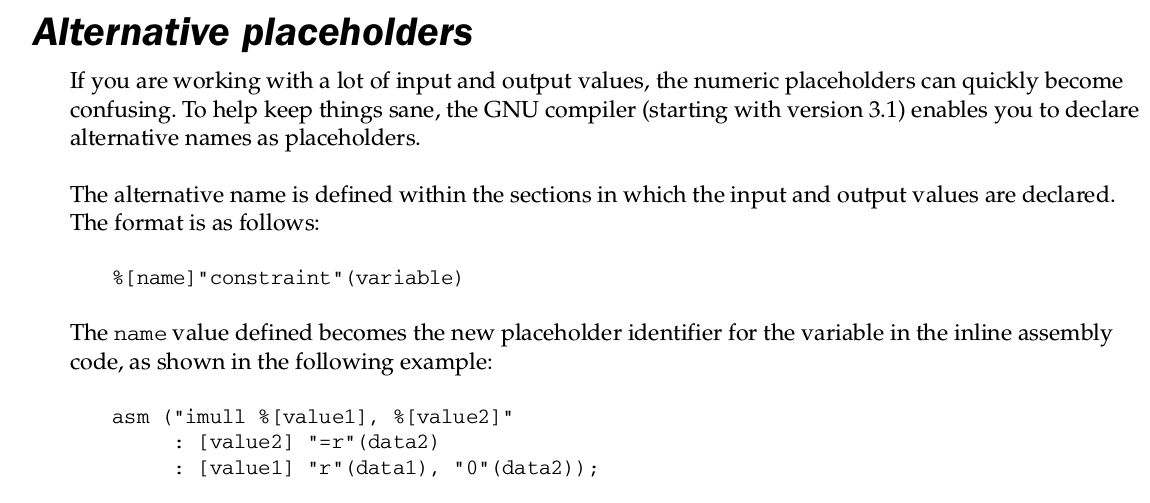 Alternative placeholders
If you are working with a lot of input and output values, the numeric placeholders can quickly become
confusing. To help keep things sane, the GNU compiler (starting with version 3.1) enables you to declare
alternative names as placeholders.
The alternative name is defined within the sections in which the input and output values are declared.
The format is as follows:
%[name]"constraint"(variable)
The name value defined becomes the new placeholder identifier for the variable in the inline assembly
code, as shown in the following example:
asm ("imull %[value1], %[value2]"
: [value2] "=r"(data2)
: [value1] "r"(data1), "0"(data2));